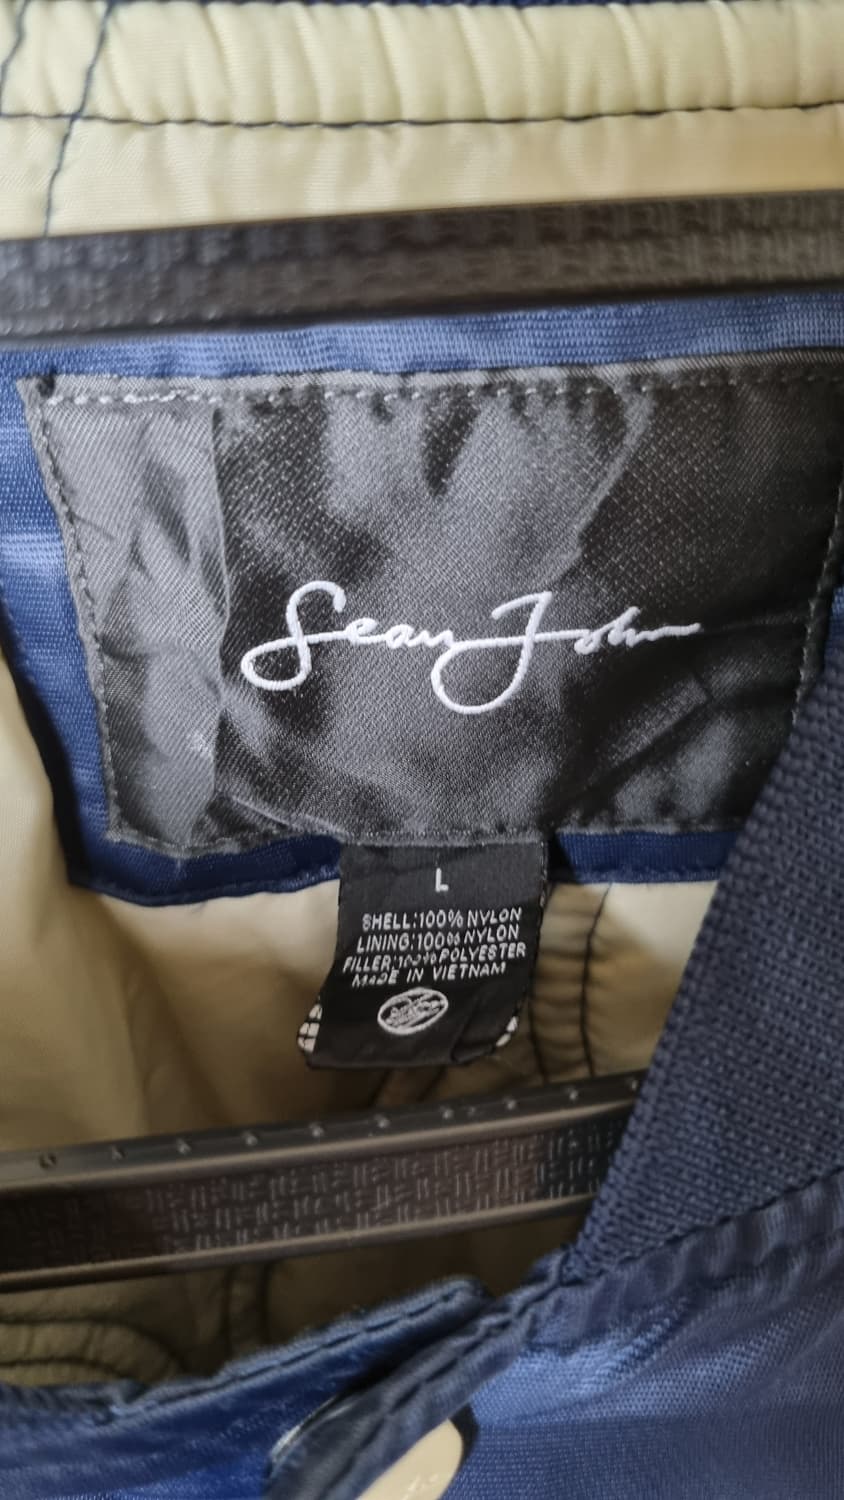 Sean John
L
SHELL:100% NYLON
LINING:100% NYLON
FILLER:100% POLYESTER
MADE IN VIETNAM